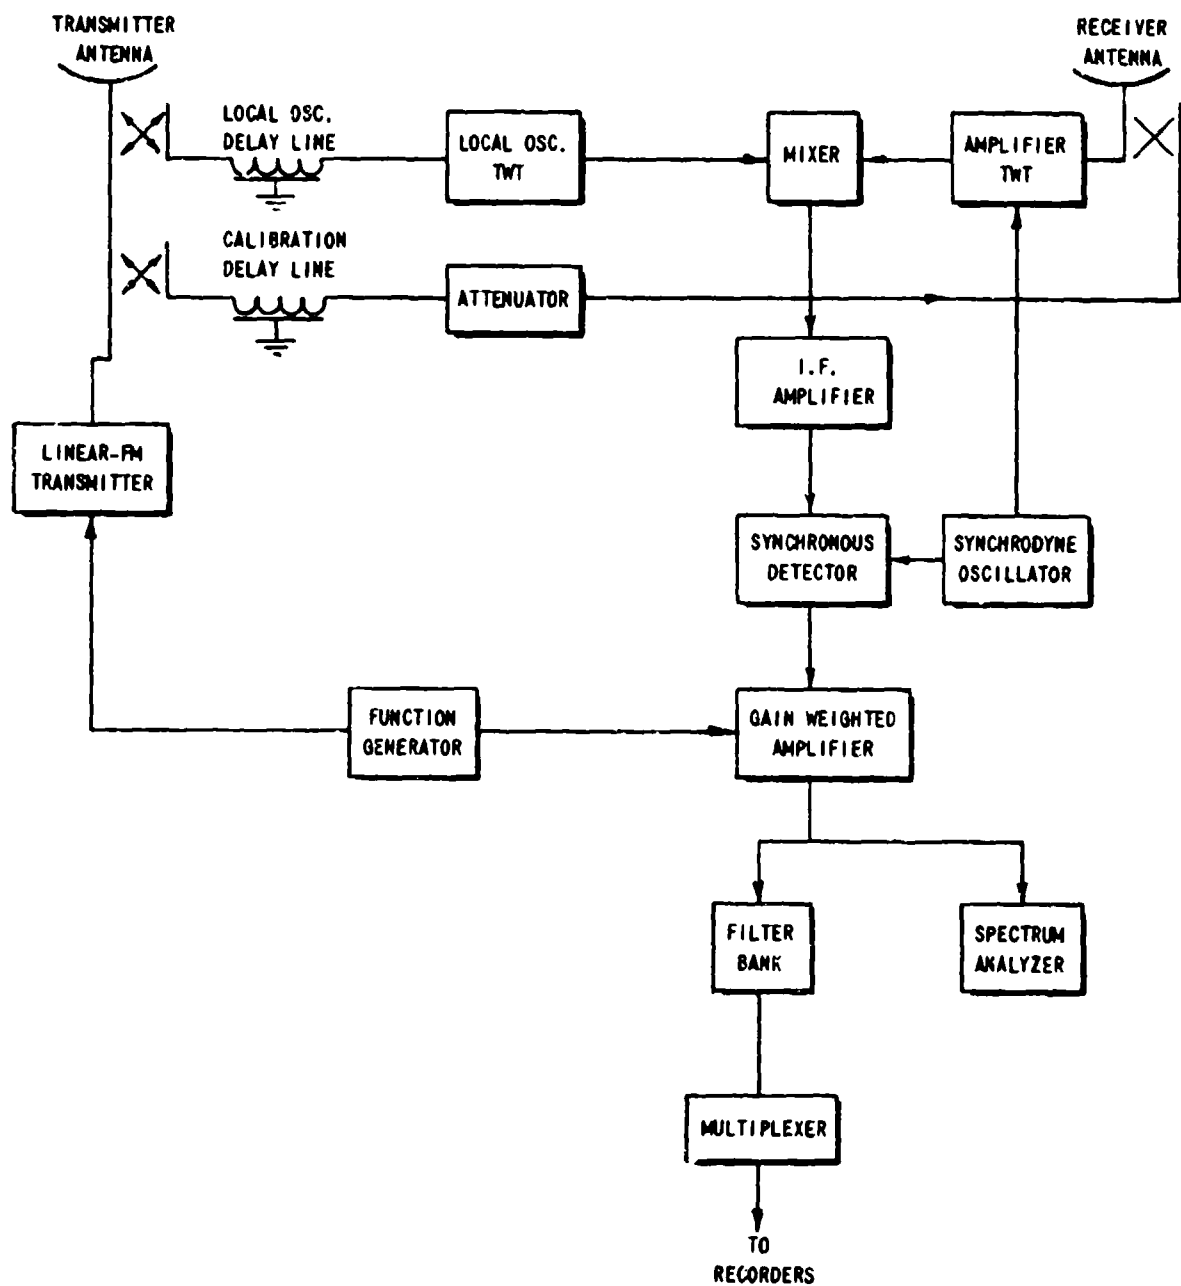 TRANSMITTER
ANTENNA
RECEIVER
ANTENNA
LOCAL OSC.
DELAY LINE
LOCAL OSC.
TWT
MIXER
AMPLIFIER
TWT
CALIBRATION
DELAY LINE
ATTENUATOR
I.F.
AMPLIFIER
LINEAR-FM
TRANSMITTER
SYNCHRONOUS
DETECTOR
SYNCHRODYNE
OSCILLATOR
FUNCTION
GENERATOR
GAIN WEIGHTED
AMPLIFIER
FILTER
BANK
SPECTRUM
ANALYZER
MULTIPLEXER
TO
RECORDERS